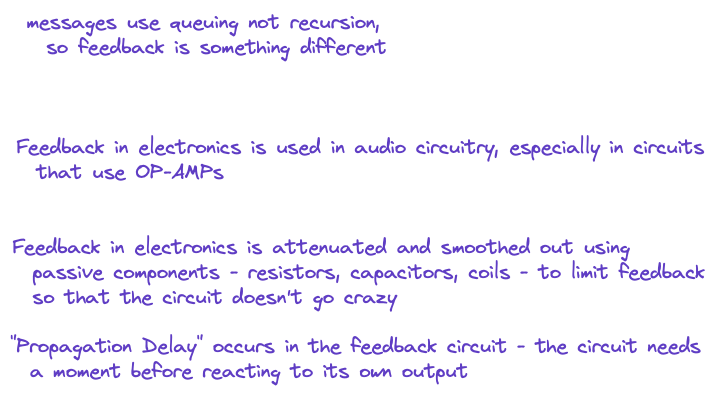 messages use queuing not recursion,
so feedback is something different
Feedback in electronics is used in audio circuitry, especially in circuits
that use OP-AMPs
Feedback in electronics is attenuated and smoothed out using
passive components - resistors, capacitors, coils - to limit feedback
so that the circuit doesn't go crazy
"Propagation Delay" occurs in the feedback circuit - the circuit needs
a moment before reacting to its own output